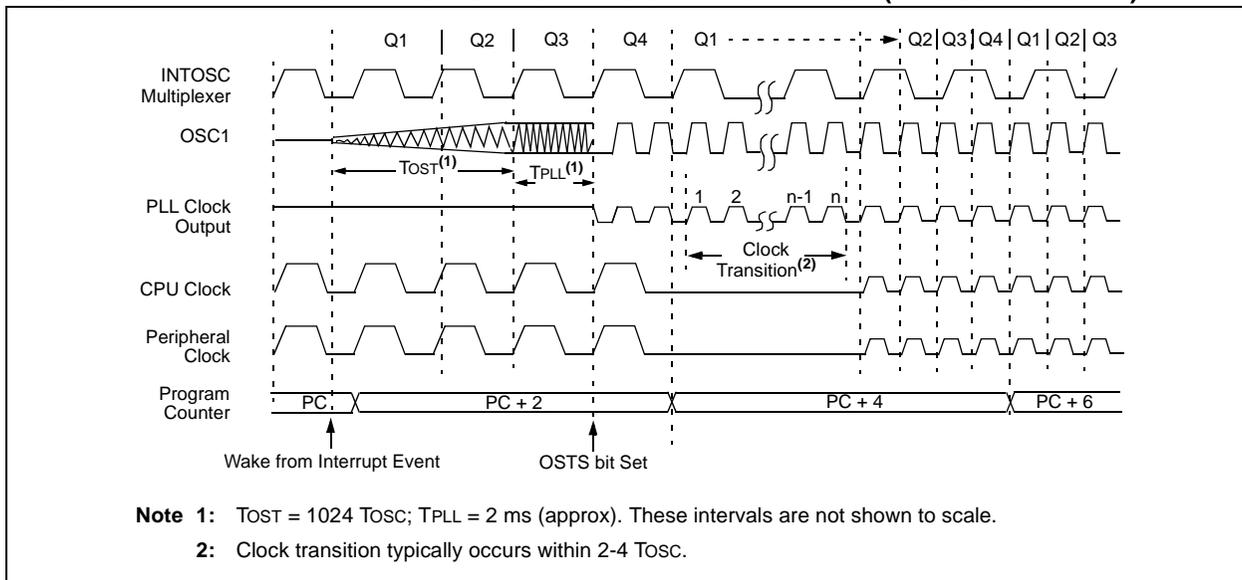 Q1 Q2 Q3 Q4 Q1 Q2 Q3 Q4 Q1 Q2 Q3
INTOSC
Multiplexer
OSC1
TOST(1) TPLL(1)
1 2 n-1 n
PLL Clock
Output
Clock
Transition(2)
CPU Clock
Peripheral
Clock
Program
Counter
PC PC + 2 PC + 4 PC + 6
Wake from Interrupt Event OSTS bit Set
Note 1: TOST = 1024 TOSC; TPLL = 2 ms (approx). These intervals are not shown to scale.
2: Clock transition typically occurs within 2-4 TOSC.